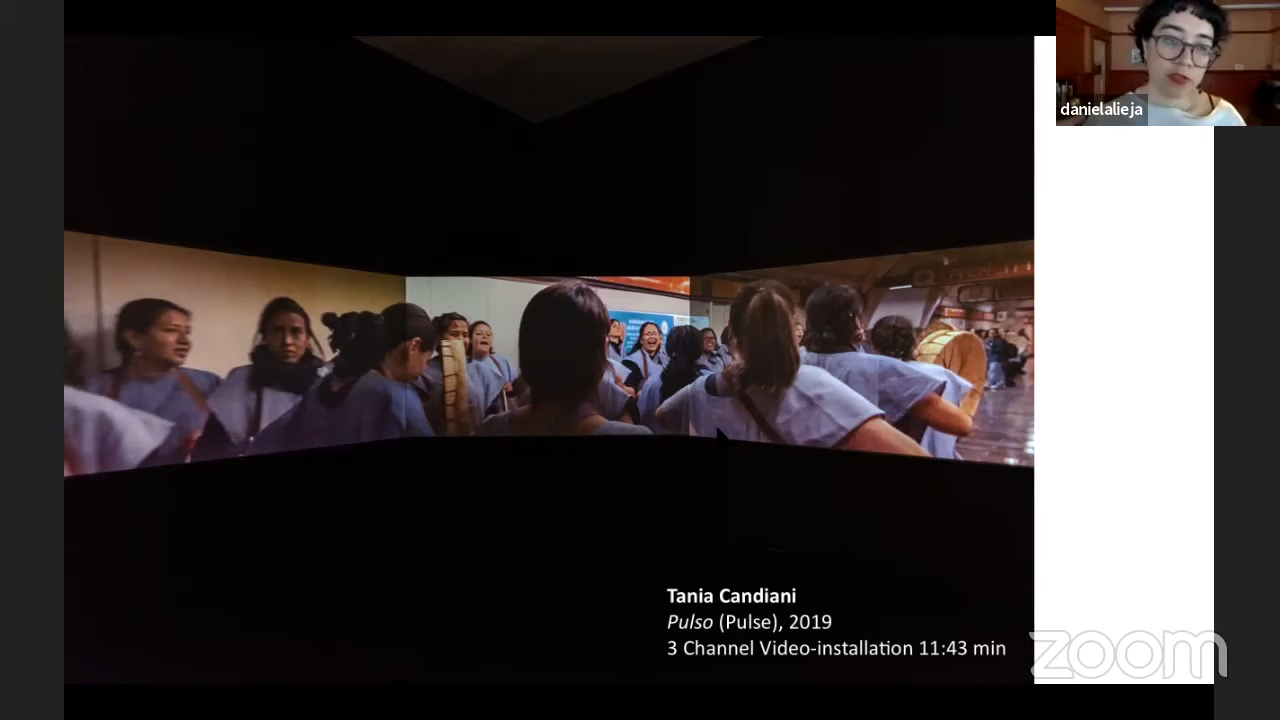 danielalieja
Tania Candiani
Pulso (Pulse), 2019
3 Channel Video-installation 11:43 min
zoom